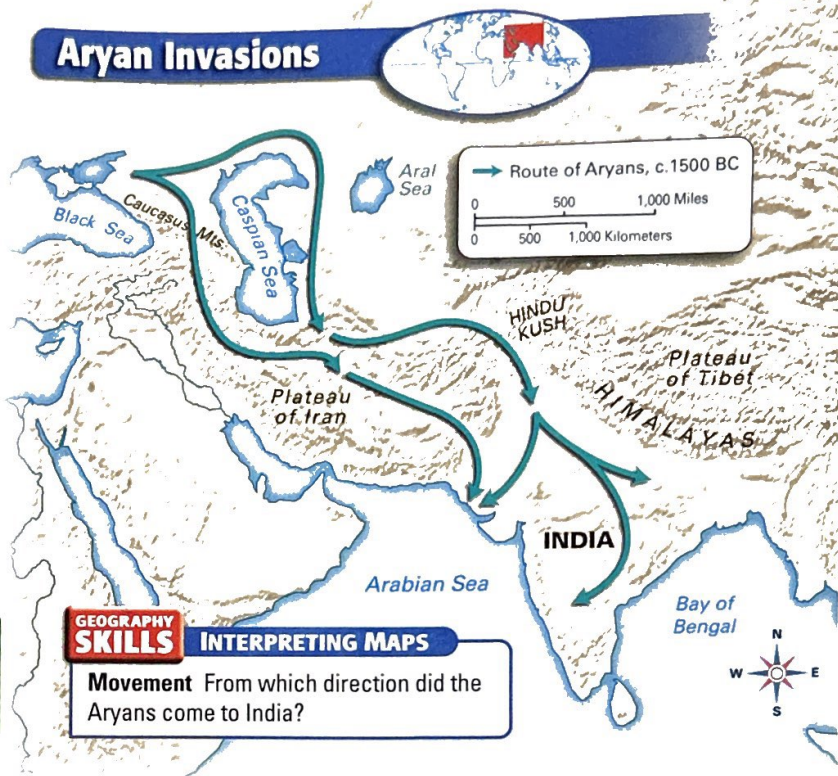 Aryan Invasions
Route of Aryans, c.1500 BC
0 500 1,000 Miles
0 500 1,000 Kilometers
Aral
Sea
Black Sea
Caucasus Mts.
Caspian Sea
HINDU
KUSH
Plateau
of Tibet
HIMALAYAS
Plateau
of Iran
INDIA
Arabian Sea
Bay of
Bengal
N
W E
S
GEOGRAPHY
SKILLS INTERPRETING MAPS
Movement From which direction did the
Aryans come to India?